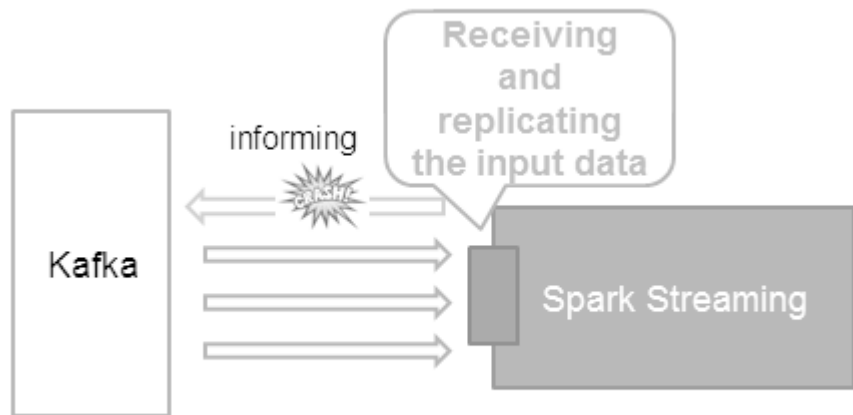 Receiving
and
replicating
the input data
informing
CRASH!
Kafka
Spark Streaming